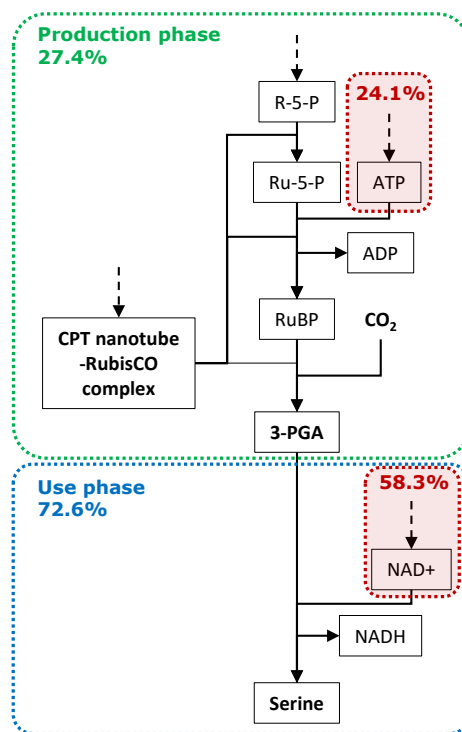 Production phase
27.4%
R-5-P
24.1%
Ru-5-P
ATP
ADP
RuBP
CO₂
CPT nanotube
-RubisCO
complex
3-PGA
Use phase
72.6%
58.3%
NAD+
NADH
Serine